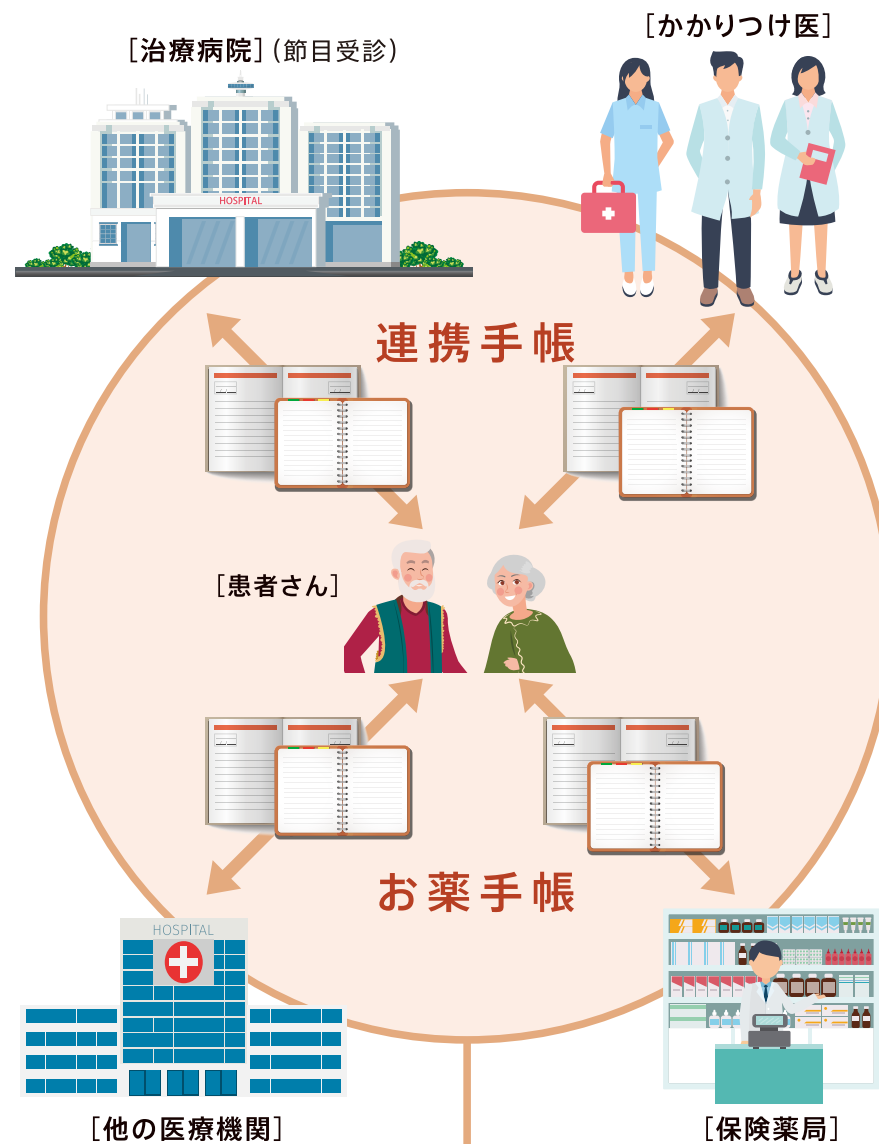 [かかりつけ医]
[治療病院](節目受診)
HOSPITAL
連携手帳
[患者さん]
お薬手帳
HOSPITAL
[他の医療機関]
[保険薬局]